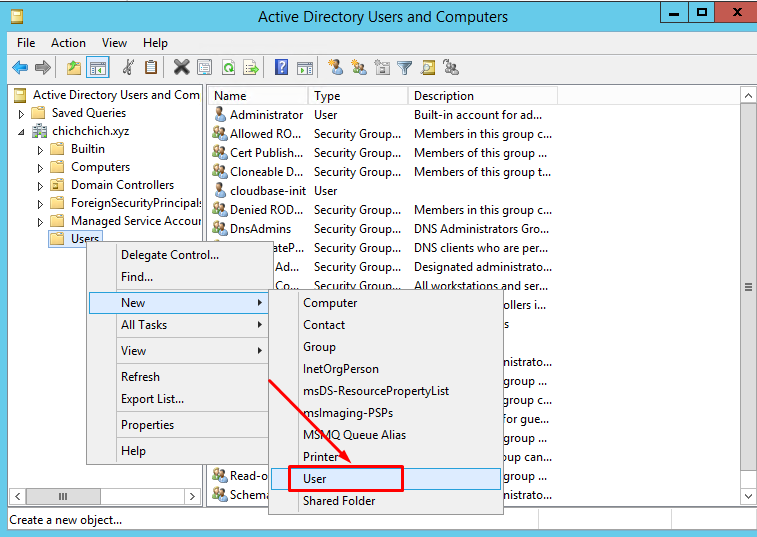 Active Directory Users and Computers
File Action View Help
Active Directory Users and Com
Saved Queries
chichchich.xyz
Builtin
Computers
Domain Controllers
ForeignSecurityPrincipals
Managed Service Accour
Users
Name Type Description
Administrator User Built-in account for ad...
Allowed RO... Security Group... Members in this group c...
Cert Publish... Security Group... Members of this group ...
Cloneable D... Security Group... Members of this group t...
cloudbase-init User
Denied ROD... Security Group... Members in this group c...
DnsAdmins Security Group... DNS Administrators Gro...
ateP... Security Group... DNS clients who are per...
Ad... Security Group... Designated administrato...
Co... Security Group... All workstations and ser...
ollers i...
s
nistrato...
group ...
group c...
for gue...
group ...
group can...
Read-o
group ...
Schema
nistrato...
Delegate Control...
Find...
New
All Tasks
View
Refresh
Export List...
Properties
Help
Computer
Contact
Group
InetOrgPerson
msDS-ResourcePropertyList
msImaging-PSPs
MSMQ Queue Alias
Printer
User
Shared Folder
Create a new object...